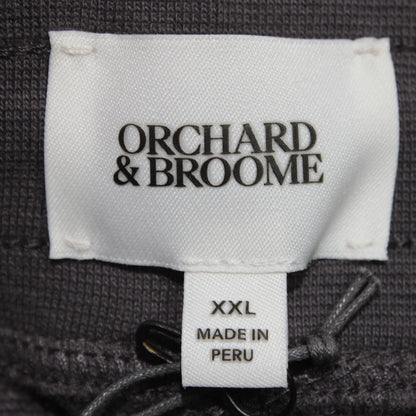 ORCHARD
& BROOME
XXL
MADE IN
PERU